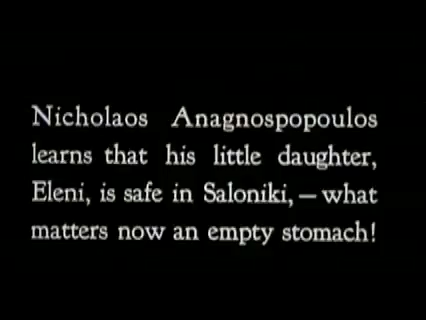 Nicholaos Anagnospopoulos
learns that his little daughter,
Eleni, is safe in Saloniki, — what
matters now an empty stomach!